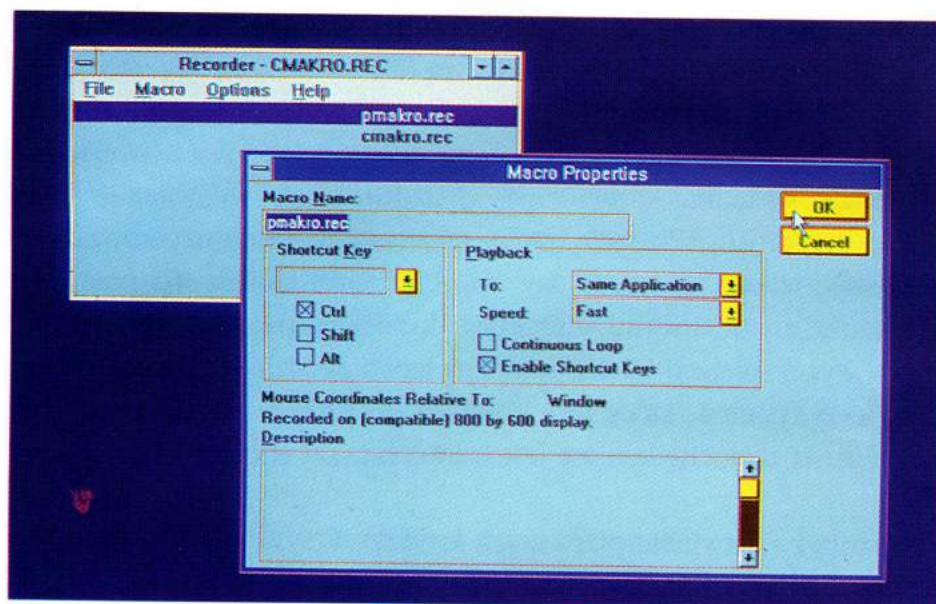 Recorder - CMAKRO.REC
File Macro Options Help
pmakro.rec
cmakro.rec
Macro Properties
Macro Name:
pmakro.rec
OK
Cancel
Shortcut Key
Ctrl
Shift
Alt
Playback
To: Same Application
Speed: Fast
Continuous Loop
Enable Shortcut Keys
Mouse Coordinates Relative To: Window
Recorded on (compatible) 800 by 600 display.
Description